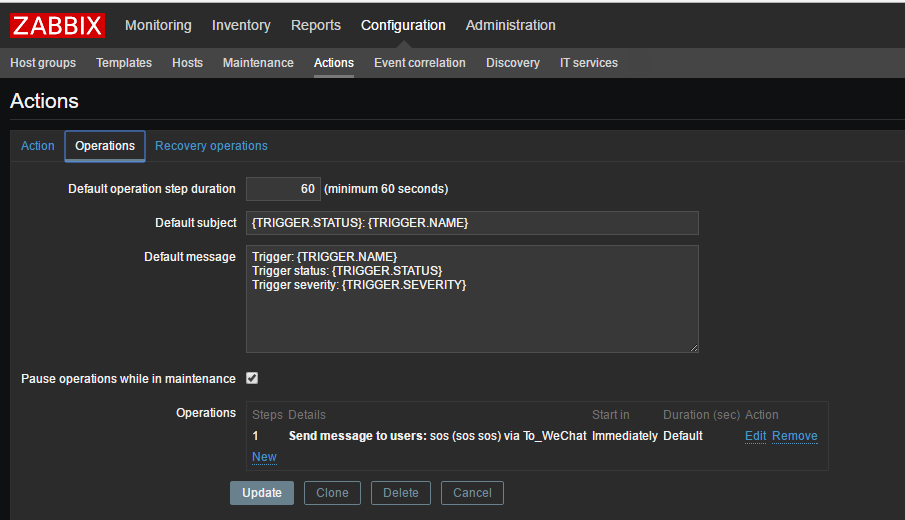 ZABBIX Monitoring Inventory Reports Configuration Administration
Host groups Templates Hosts Maintenance Actions Event correlation Discovery IT services
Actions
Action Operations Recovery operations
Default operation step duration 60 (minimum 60 seconds)
Default subject {TRIGGER.STATUS}: {TRIGGER.NAME}
Default message Trigger: {TRIGGER.NAME}
Trigger status: {TRIGGER.STATUS}
Trigger severity: {TRIGGER.SEVERITY}
Pause operations while in maintenance
Operations Steps Details Start in Duration (sec) Action
1 Send message to users: sos (sos sos) via To_WeChat Immediately Default Edit Remove
New
Update Clone Delete Cancel